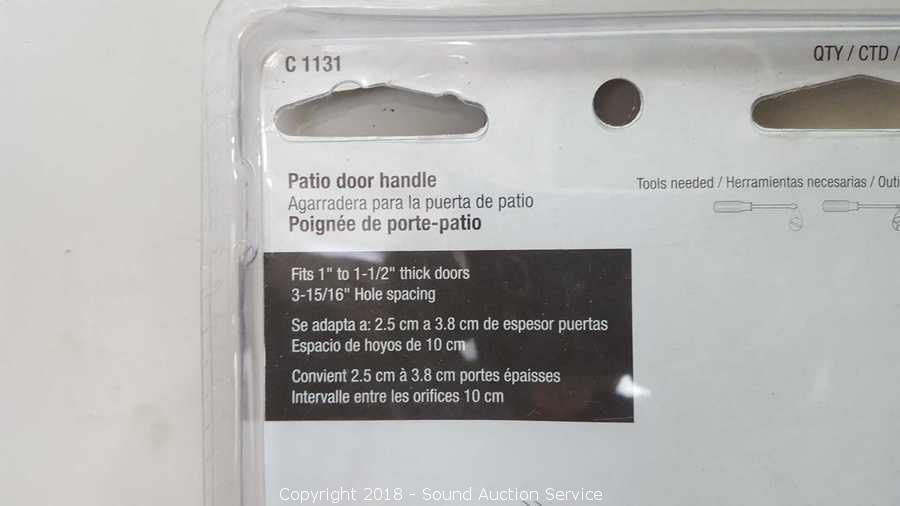 C 1131
QTY / CTD /
Patio door handle
Agarradera para la puerta de patio
Poignée de porte-patio
Tools needed / Herramientas necesarias / Outi
Fits 1" to 1-1/2" thick doors
3-15/16" Hole spacing
Se adapta a: 2.5 cm a 3.8 cm de espesor puertas
Espacio de hoyos de 10 cm
Convient 2.5 cm à 3.8 cm portes épaisses
Intervalle entre les orifices 10 cm
Copyright 2018 - Sound Auction Service